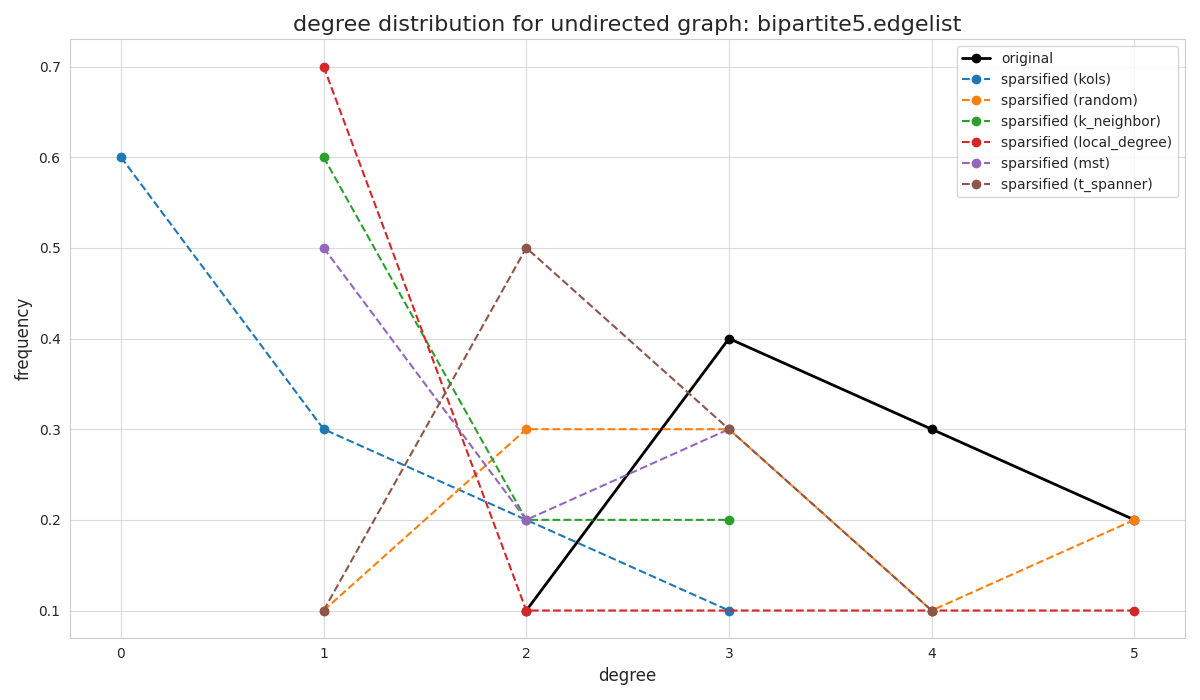 degree distribution for undirected graph: bipartite5.edgelist
original
sparsified (kols)
sparsified (random)
sparsified (k_neighbor)
sparsified (local_degree)
sparsified (mst)
sparsified (t_spanner)
frequency
0.7
0.6
0.5
0.4
0.3
0.2
0.1
0 1 2 3 4 5
degree